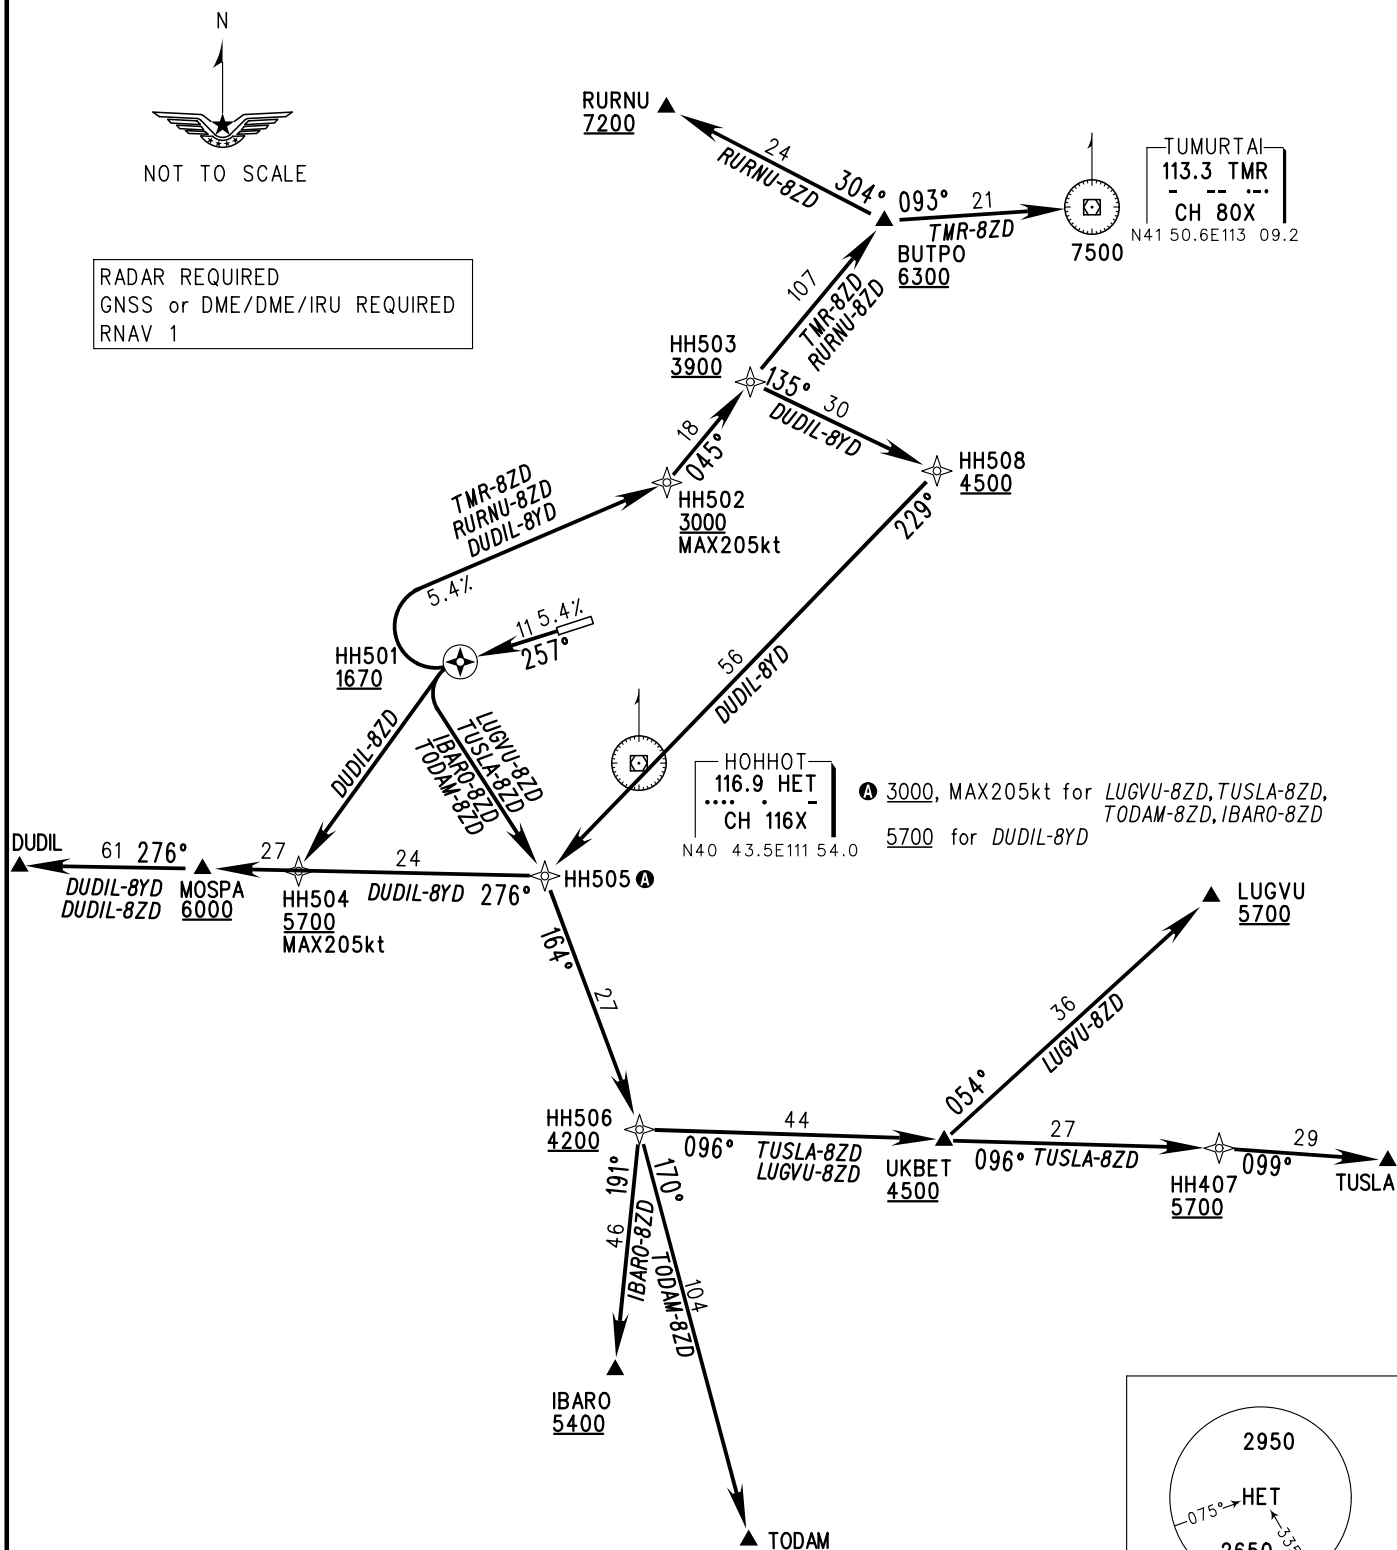 N
NOT TO SCALE
RADAR REQUIRED
GNSS or DME/DME/IRU REQUIRED
RNAV 1
RURNU
7200
24
RURNU-8ZD
304°
093°
21
TMR-8ZD
BUTPO
6300
TUMURTAI
113.3 TMR
- -- ·-·
CH 80X
N41 50.6E113 09.2
7500
107
TMR-8ZD
RURNU-8ZD
HH503
3900
135°
30
DUDIL-8YD
18
045°
HH502
3000
MAX205kt
HH508
4500
229°
TMR-8ZD
RURNU-8ZD
DUDIL-8YD
5.4%
11 5.4%
257°
HH501
1670
56
DUDIL-8YD
DUDIL-8ZD
LUGVU-8ZD
TUSLA-8ZD
IBARO-8ZD
TODAM-8ZD
HOHHOT
116.9 HET
···· · -
CH 116X
N40 43.5E111 54.0
A 3000, MAX205kt for LUGVU-8ZD,TUSLA-8ZD,
TODAM-8ZD,IBARO-8ZD
5700 for DUDIL-8YD
DUDIL
61 276°
DUDIL-8YD
DUDIL-8ZD
MOSPA
6000
27
HH504
5700
MAX205kt
24
DUDIL-8YD 276°
HH505 A
164°
27
LUGVU
5700
36
LUGVU-8ZD
054°
HH506
4200
44
096° TUSLA-8ZD
LUGVU-8ZD
UKBET
4500
27
096° TUSLA-8ZD
HH407
5700
29
099°
TUSLA
191°
46
IBARO-8ZD
170°
104
TODAM-8ZD
IBARO
5400
TODAM
2950
HET
075°
335
2650